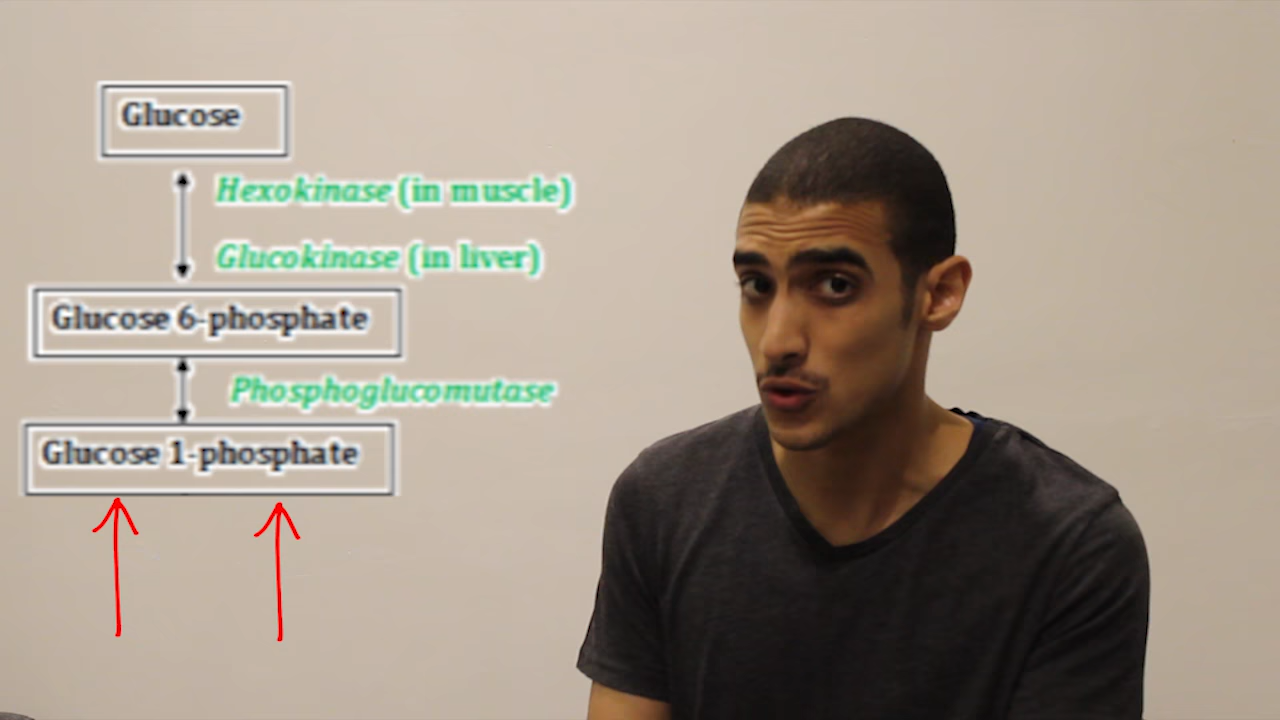 Glucose
Hexokinase (in muscle)
Glucokinase (in liver)
Glucose 6-phosphate
Phosphoglucomutase
Glucose 1-phosphate